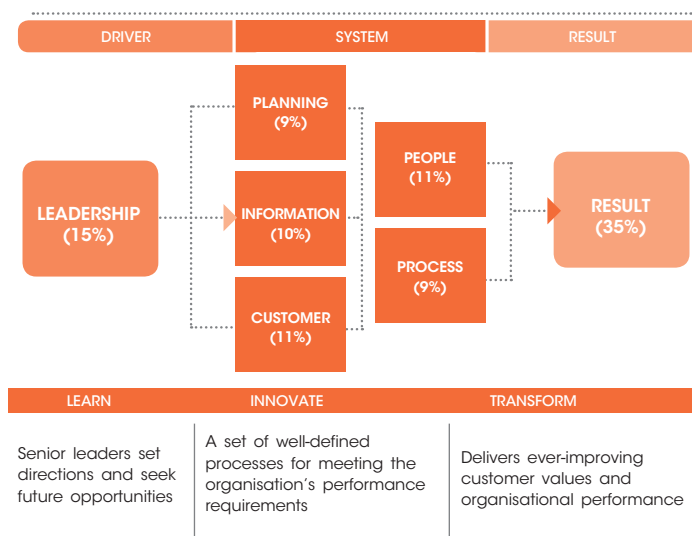 DRIVER
SYSTEM
RESULT
PLANNING
(9%)
PEOPLE
(11%)
LEADERSHIP
(15%)
INFORMATION
(10%)
RESULT
(35%)
PROCESS
(9%)
CUSTOMER
(11%)
LEARN
INNOVATE
TRANSFORM
Senior leaders set
directions and seek
future opportunities
A set of well-defined
processes for meeting the
organisation's performance
requirements
Delivers ever-improving
customer values and
organisational performance